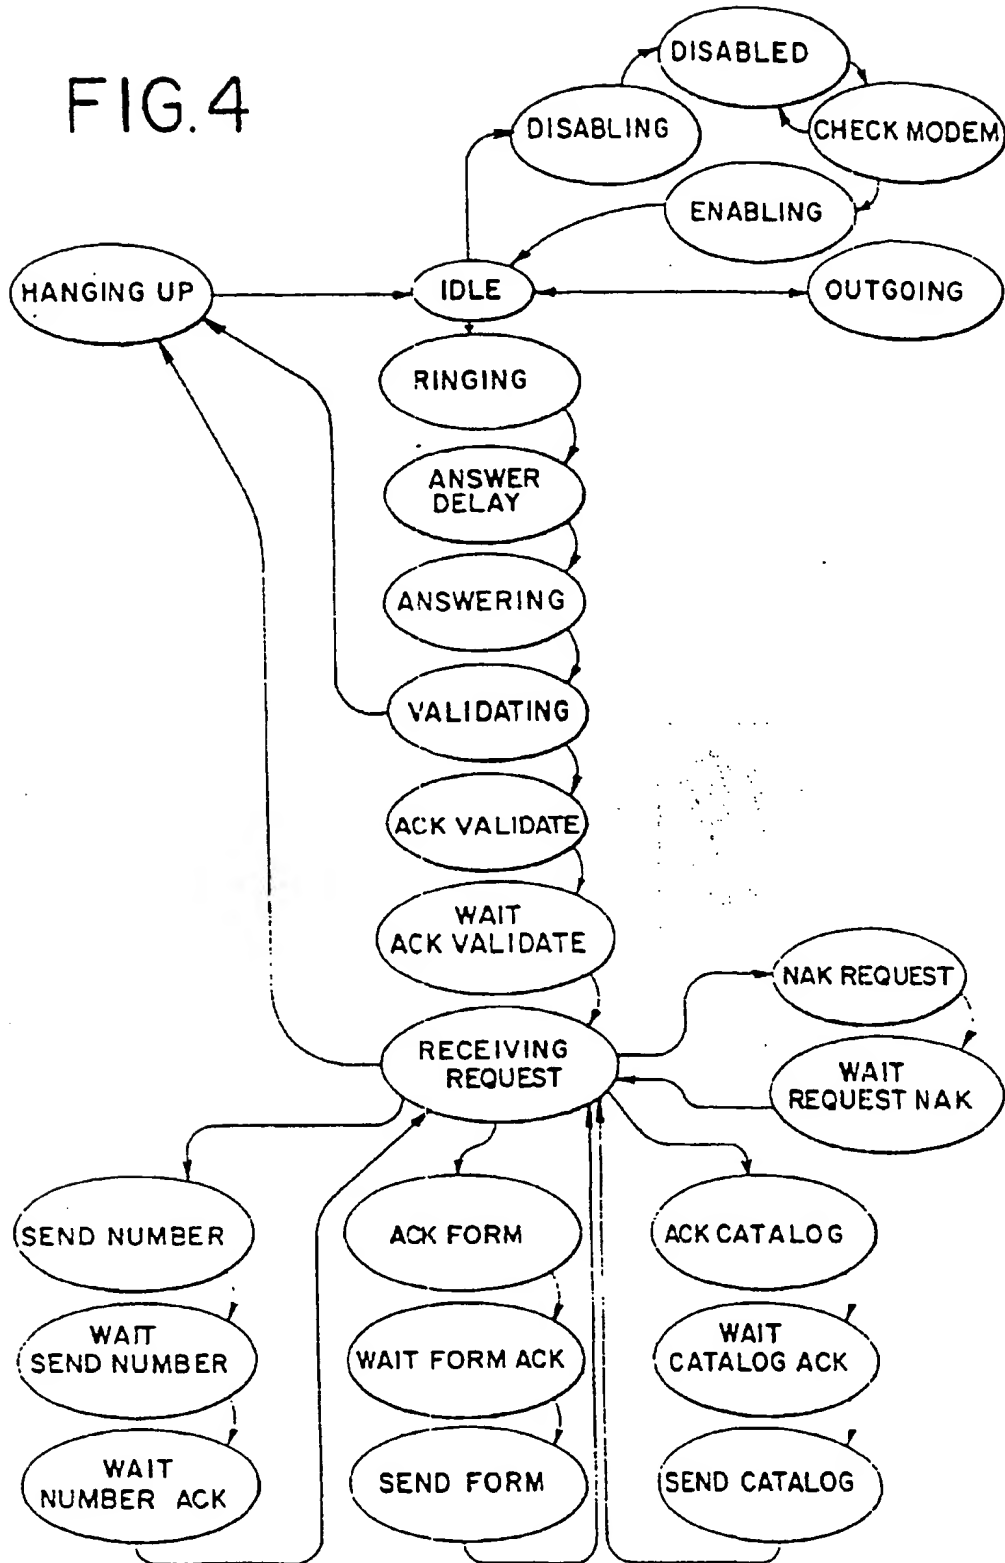 FIG. 4
DISABLED
DISABLING
CHECK MODEM
ENABLING
HANGING UP
IDLE
OUTGOING
RINGING
ANSWER
DELAY
ANSWERING
VALIDATING
ACK VALIDATE
WAIT
ACK VALIDATE
NAK REQUEST
RECEIVING
REQUEST
WAIT
REQUEST NAK
SEND NUMBER
ACK FORM
ACK CATALOG
WAIT
SEND NUMBER
WAIT FORM ACK
WAIT
CATALOG ACK
WAIT
NUMBER ACK
SEND FORM
SEND CATALOG